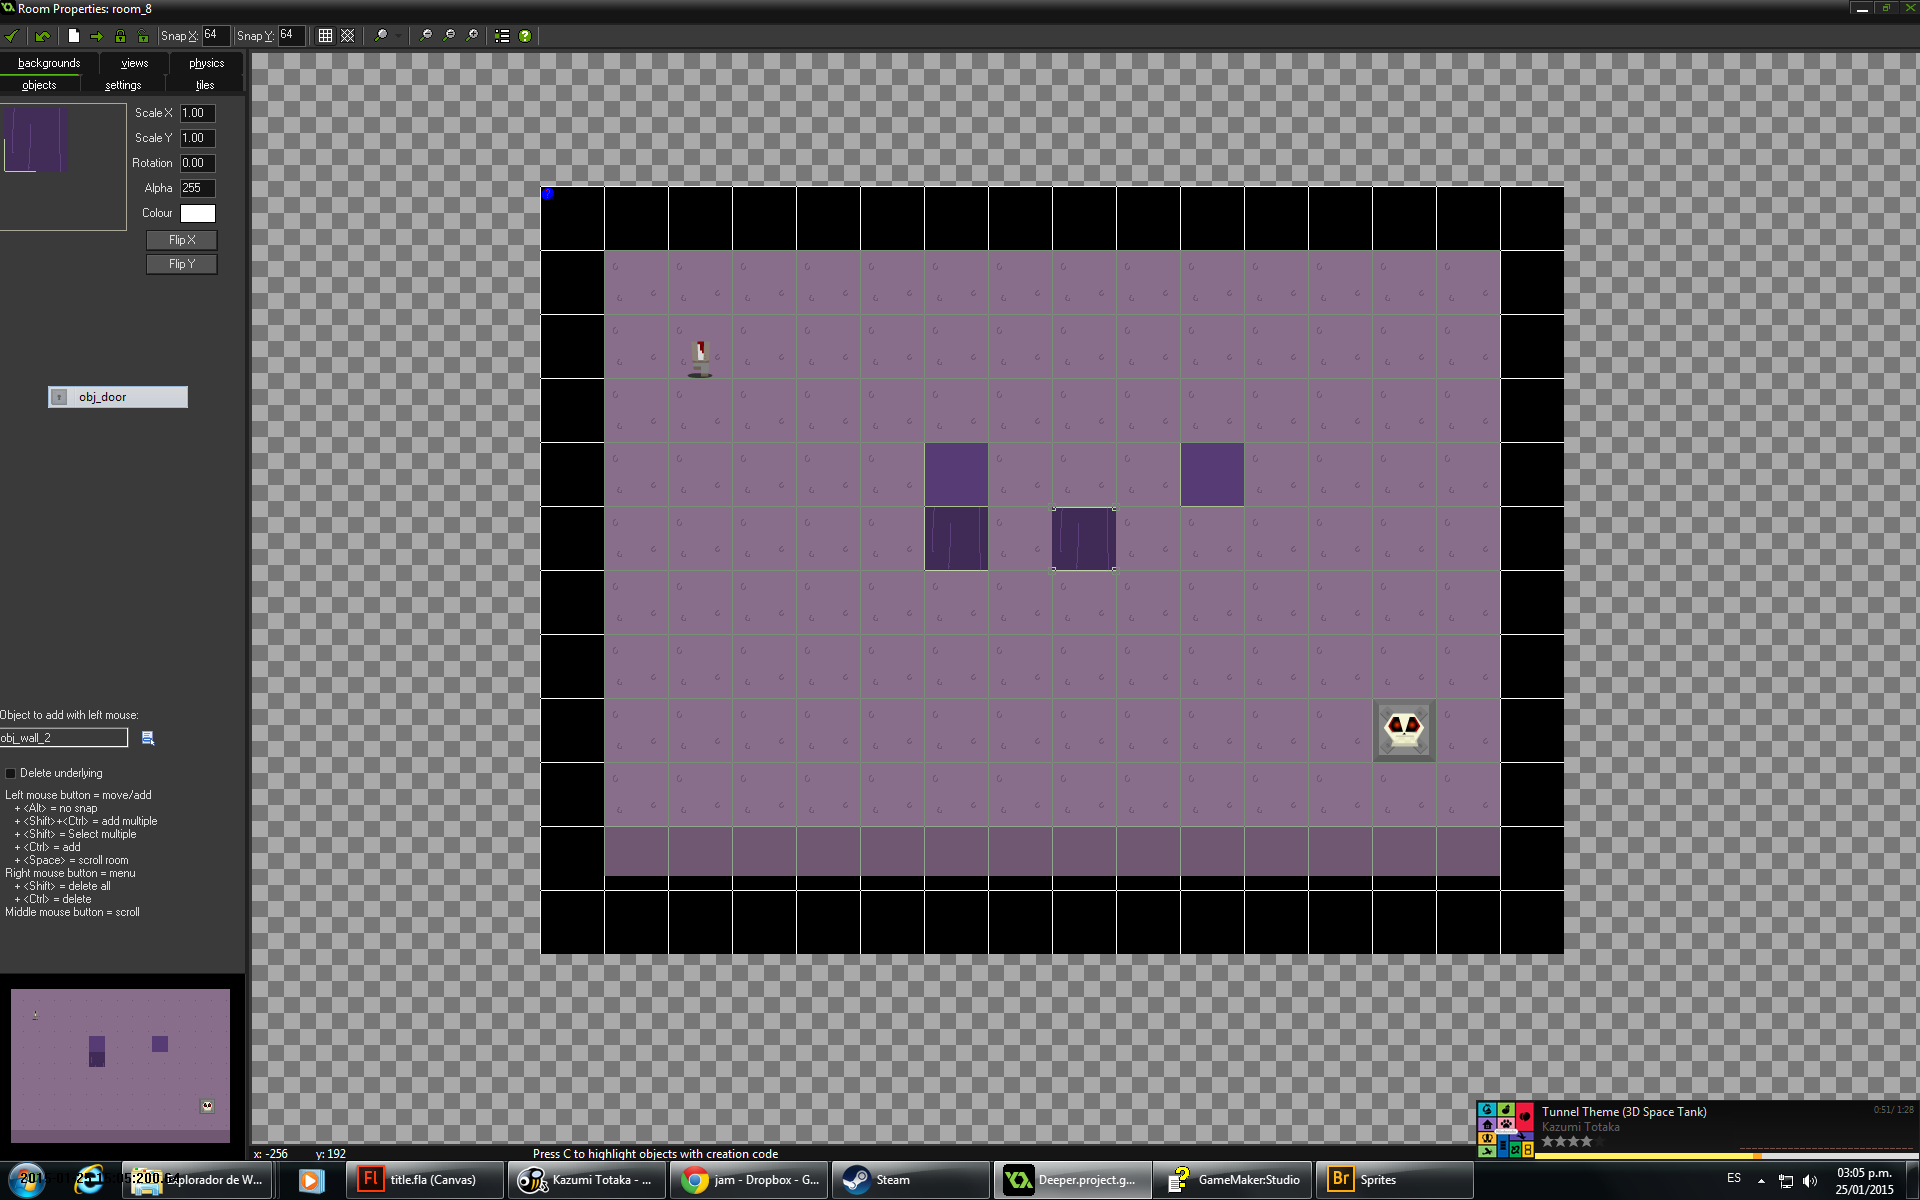 Room Properties: room_8
Snap X: 64 Snap Y: 64
backgrounds views physics
objects settings tiles
Scale X 1.00
Scale Y 1.00
Rotation 0.00
Alpha 255
Colour
Flip X
Flip Y
obj_door
Object to add with left mouse:
obj_wall_2
Delete underlying
Left mouse button = move/add
+ <Alt> = no snap
+ <Shift>+<Ctrl> = add multiple
+ <Shift> = Select multiple
+ <Ctrl> = add
+ <Space> = scroll room
Right mouse button = menu
+ <Shift> = delete all
+ <Ctrl> = delete
Middle mouse button = scroll
x: -256 y: 192 Press C to highlight objects with creation code
Tunnel Theme (3D Space Tank) 0:51/ 1:28
Kazumi Totaka
Explorador de W...
Fl title.fla (Canvas)
Kazumi Totaka - ...
jam - Dropbox - G...
Steam
Deeper.project.g...
GameMaker:Studio
Br Sprites
ES
03:05 p.m.
25/01/2015